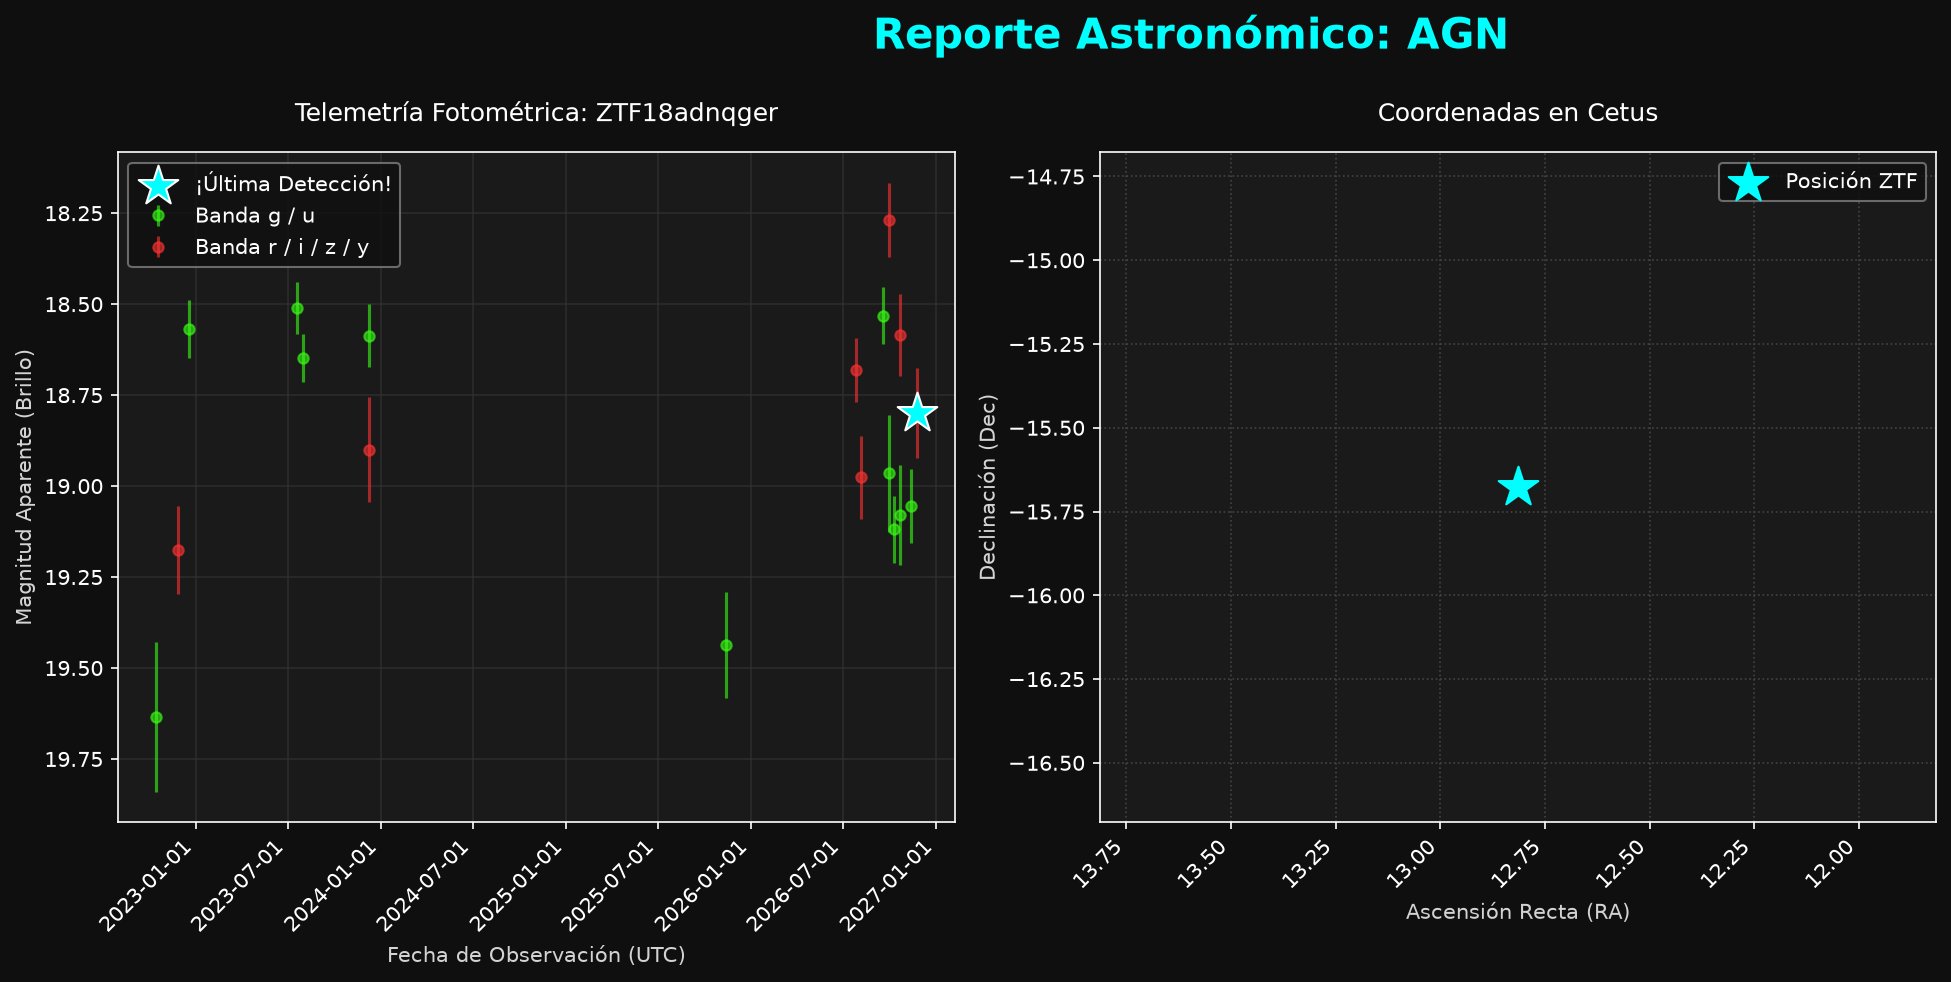 Reporte Astronómico: AGN
Telemetría Fotométrica: ZTF18adnqger
¡Última Detección!
Banda g / u
Banda r / i / z / y
Magnitud Aparente (Brillo)
18.25
18.50
18.75
19.00
19.25
19.50
19.75
2023-01-01
2023-07-01
2024-01-01
2024-07-01
2025-01-01
2025-07-01
2026-01-01
2026-07-01
2027-01-01
Fecha de Observación (UTC)
Coordenadas en Cetus
Posición ZTF
Declinación (Dec)
−14.75
−15.00
−15.25
−15.50
−15.75
−16.00
−16.25
−16.50
13.75
13.50
13.25
13.00
12.75
12.50
12.25
12.00
Ascensión Recta (RA)